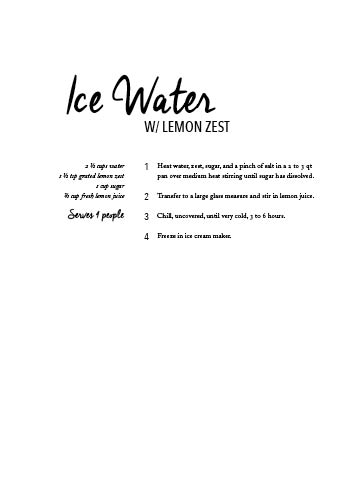 Ice Water
W/ LEMON ZEST
2 ½ cups water
1 ½ tsp grated lemon zest
1 cup sugar
¾ cup fresh lemon juice
Serves 1 people
1 Heat water, zest, sugar, and a pinch of salt in a 2 to 3 qt
pan over medium heat stirring until sugar has dissolved.
2 Transfer to a large glass measure and stir in lemon juice.
3 Chill, uncovered, until very cold, 3 to 6 hours.
4 Freeze in ice cream maker.